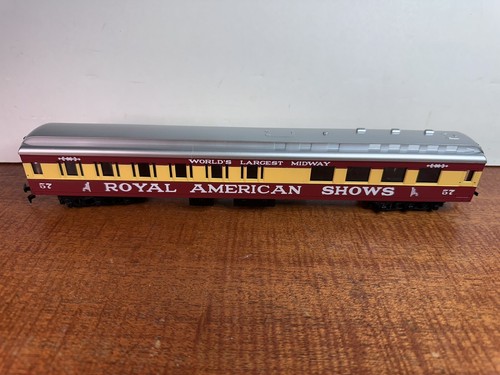 WORLD'S LARGEST MIDWAY
57 ROYAL AMERICAN SHOWS 57